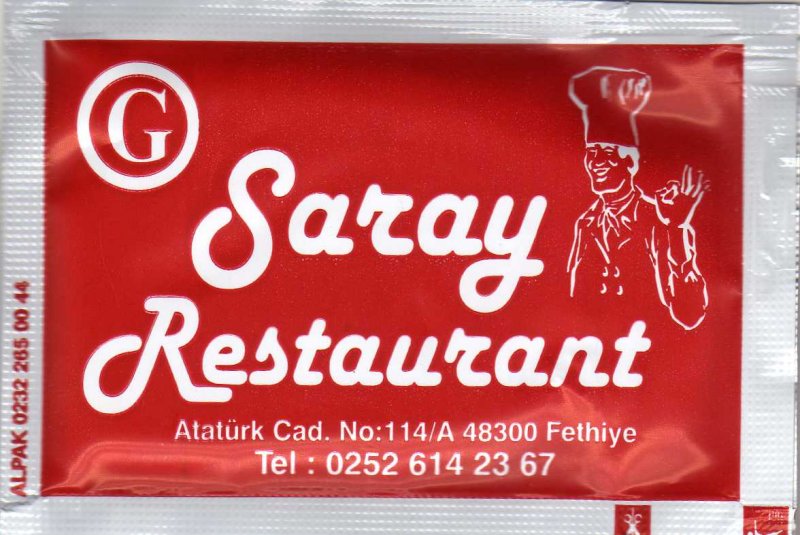 G
Saray
Restaurant
Atatürk Cad. No:114/A 48300 Fethiye
Tel : 0252 614 23 67
ALPAK 0232 265 00 44